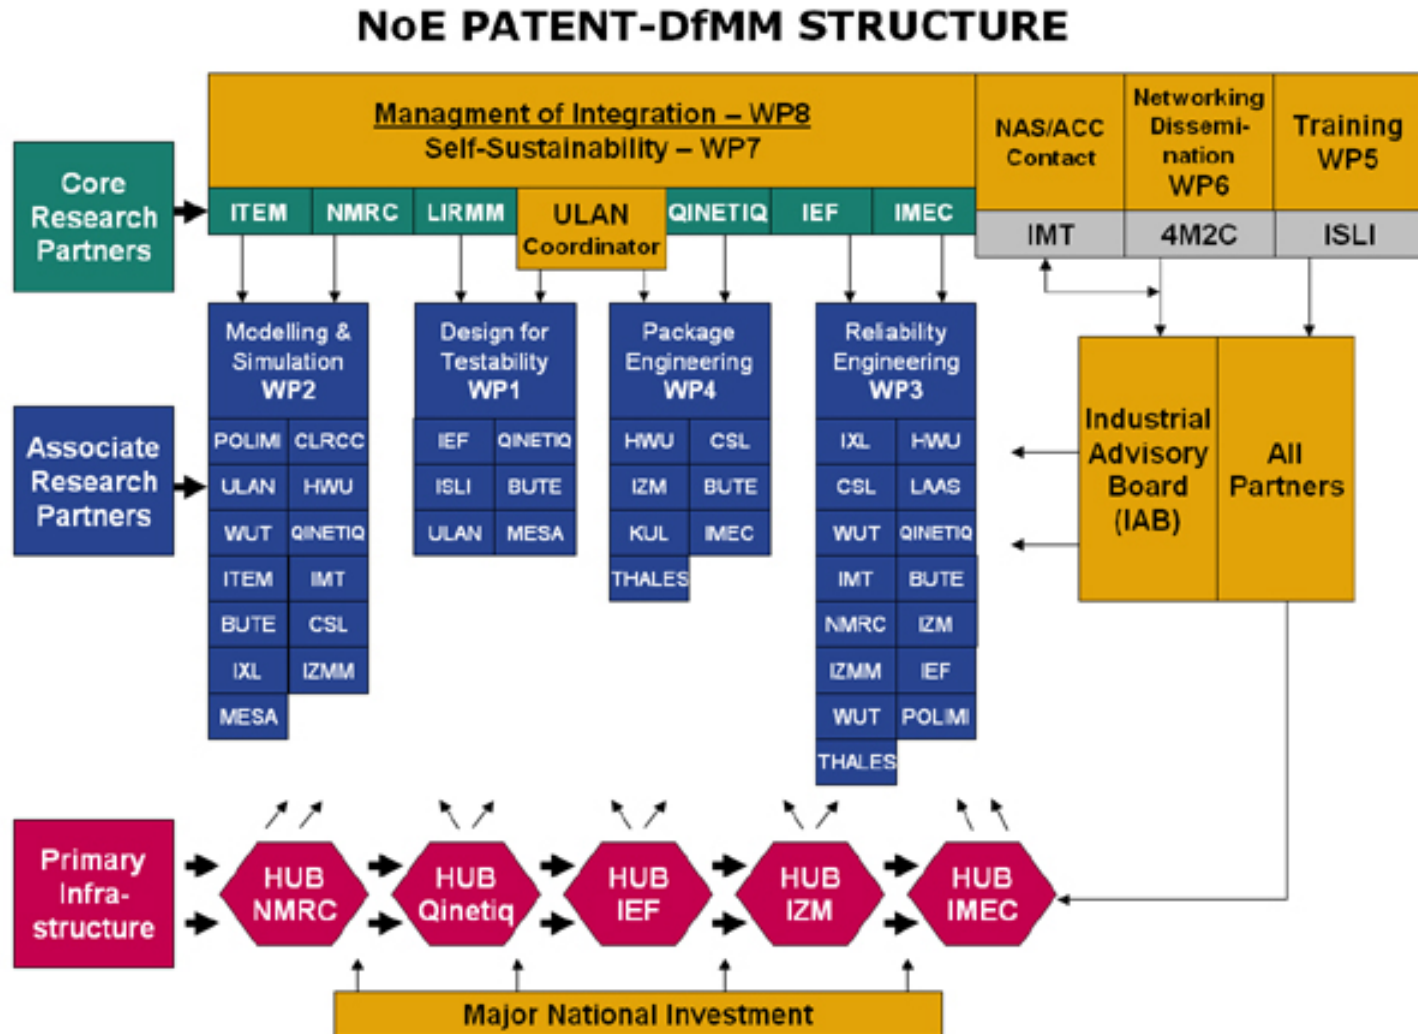 NoE PATENT-DfMM STRUCTURE
Managment of Integration – WP8
Self-Sustainability – WP7
NAS/ACC
Contact
Networking
Dissemi-
nation
WP6
Training
WP5
Core
Research
Partners
ITEM
NMRC
LIRMM
ULAN
Coordinator
QINETIQ
IEF
IMEC
IMT
4M2C
ISLI
Modelling &
Simulation
WP2
Design for
Testability
WP1
Package
Engineering
WP4
Reliability
Engineering
WP3
Associate
Research
Partners
POLIMI CLRCC
ULAN HWU
WUT QINETIQ
ITEM IMT
BUTE CSL
IXL IZMM
MESA
IEF QINETIQ
ISLI BUTE
ULAN MESA
HWU CSL
IZM BUTE
KUL IMEC
THALES
IXL HWU
CSL LAAS
WUT QINETIQ
IMT BUTE
NMRC IZM
IZMM IEF
WUT POLIMI
THALES
Industrial
Advisory
Board
(IAB)
All
Partners
Primary
Infra-
structure
HUB
NMRC
HUB
Qinetiq
HUB
IEF
HUB
IZM
HUB
IMEC
Major National Investment